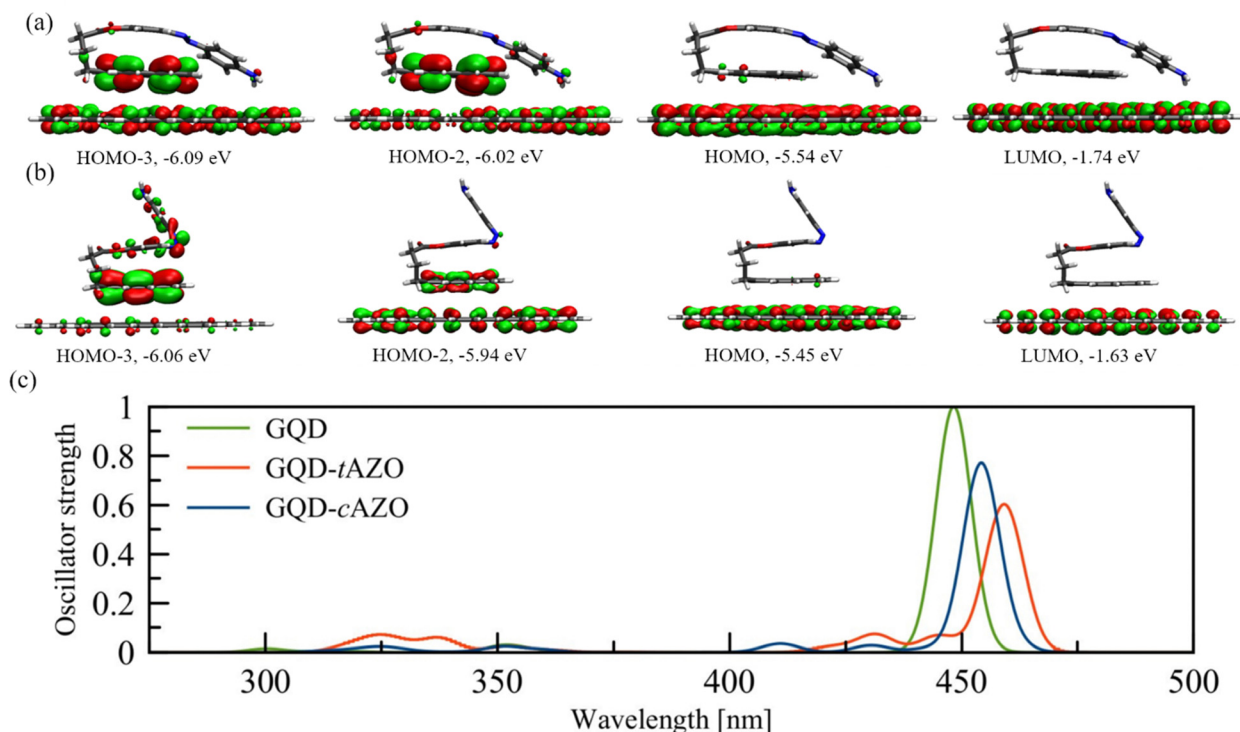 (a)
HOMO-3, -6.09 eV HOMO-2, -6.02 eV HOMO, -5.54 eV LUMO, -1.74 eV
(b)
HOMO-3, -6.06 eV HOMO-2, -5.94 eV HOMO, -5.45 eV LUMO, -1.63 eV
(c)
Oscillator strength
1
0.8
0.6
0.4
0.2
0
GQD
GQD-tAZO
GQD-cAZO
300 350 400 450 500
Wavelength [nm]